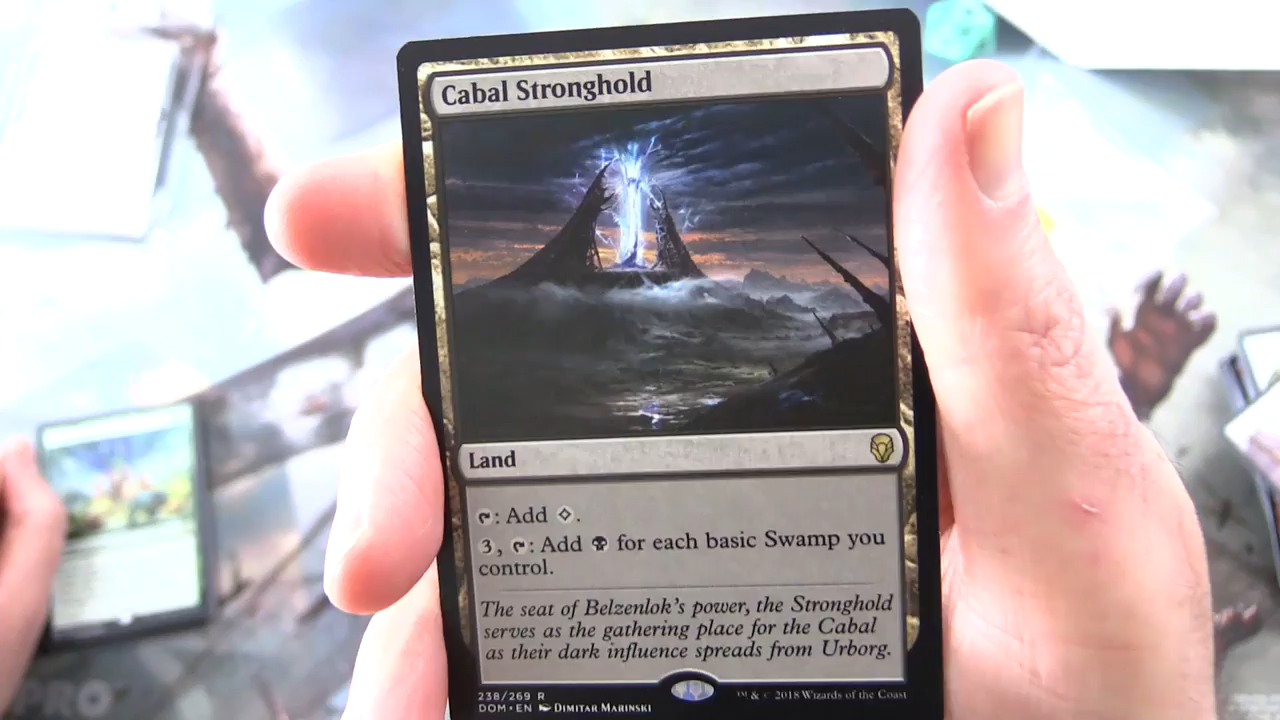 Cabal Stronghold
Land
: Add .
3, : Add for each basic Swamp you
control.
The seat of Belzenlok's power, the Stronghold
serves as the gathering place for the Cabal
as their dark influence spreads from Urborg.
238/269 R
DOM • EN Dimitar Marinski
™ & © 2018 Wizards of the Coast
PRO